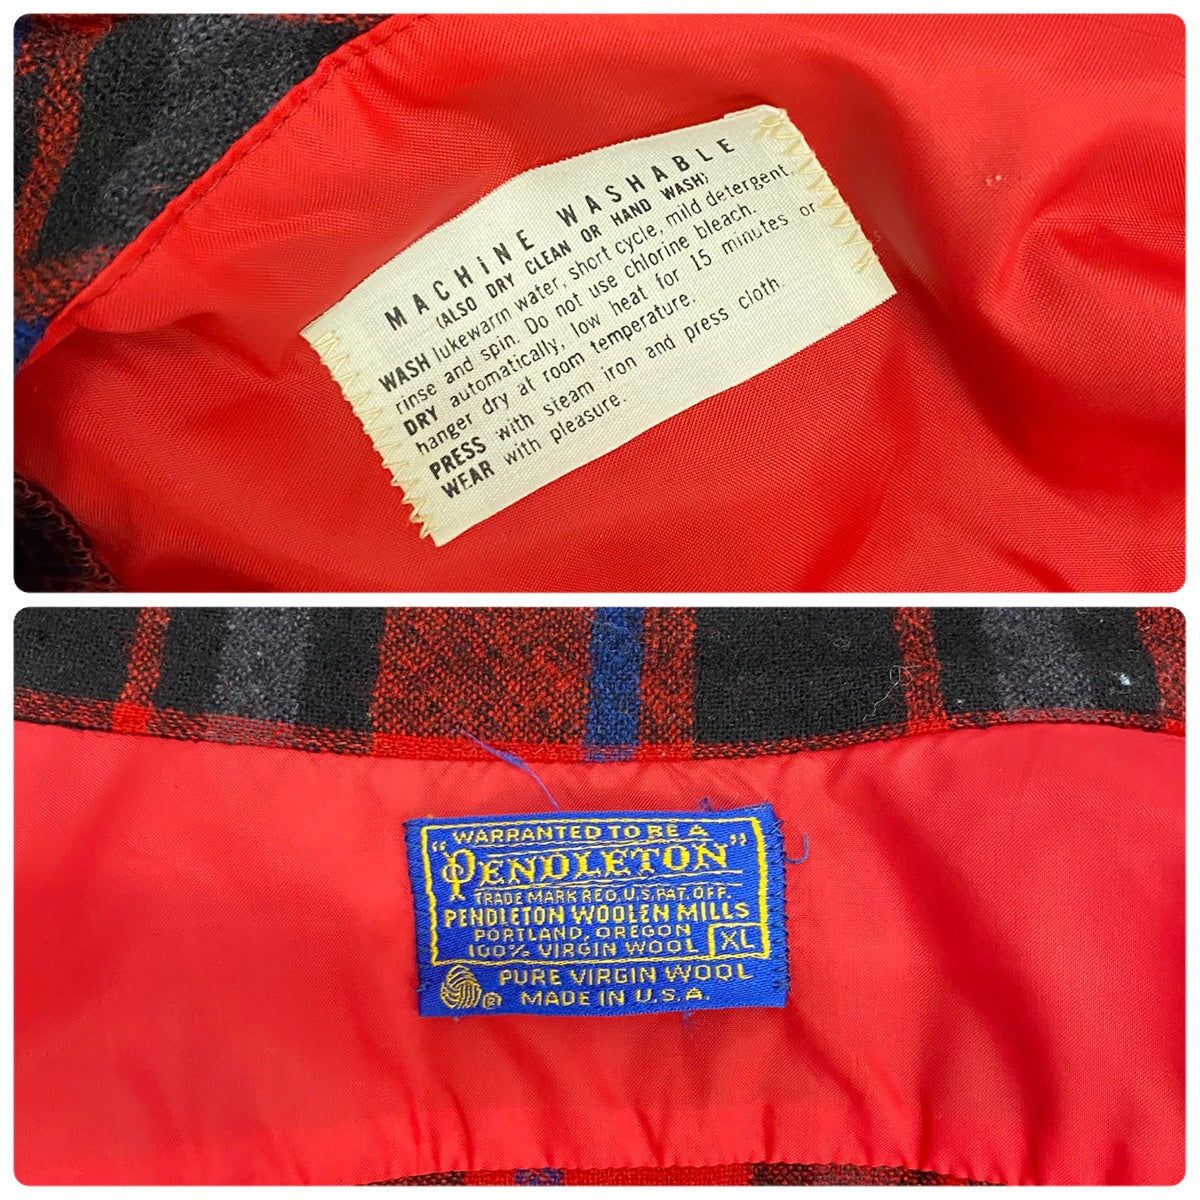 MACHiNE WASHABLE
(ALSO DRY CLEAN OR HAND WASH)
WASH lukewarm water, short cycle, mild detergent,
rinse and spin. Do not use chlorine bleach.
DRY automatically, low heat for 15 minutes or
hanger dry at room temperature.
PRESS with steam iron and press cloth.
WEAR with pleasure.
WARRANTED TO BE A
"PENDLETON"
TRADE MARK REG. U.S. PAT. OFF.
PENDLETON WOOLEN MILLS
PORTLAND, OREGON
100% VIRGIN WOOL XL
® PURE VIRGIN WOOL
MADE IN U.S.A.